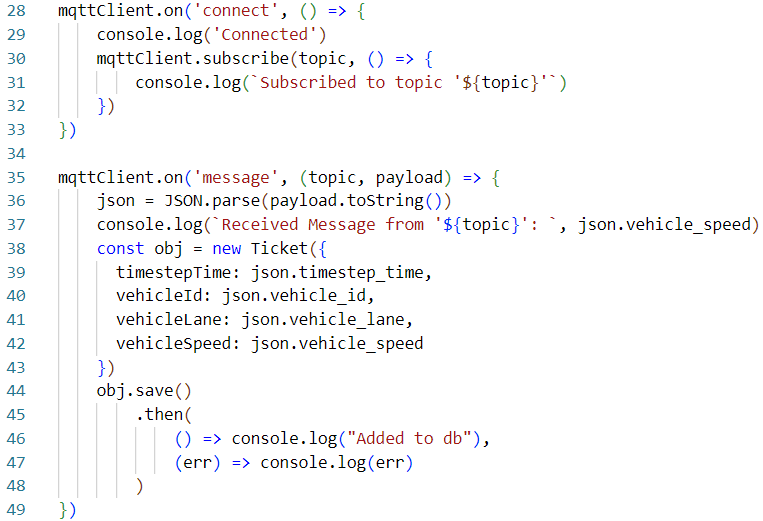 28 mqttClient.on('connect', () => {
29     console.log('Connected')
30     mqttClient.subscribe(topic, () => {
31         console.log(`Subscribed to topic '${topic}'`)
32     })
33 })
34
35 mqttClient.on('message', (topic, payload) => {
36     json = JSON.parse(payload.toString())
37     console.log(`Received Message from '${topic}': `, json.vehicle_speed)
38     const obj = new Ticket({
39       timestepTime: json.timestep_time,
40       vehicleId: json.vehicle_id,
41       vehicleLane: json.vehicle_lane,
42       vehicleSpeed: json.vehicle_speed
43     })
44     obj.save()
45         .then(
46             () => console.log("Added to db"),
47             (err) => console.log(err)
48         )
49 })